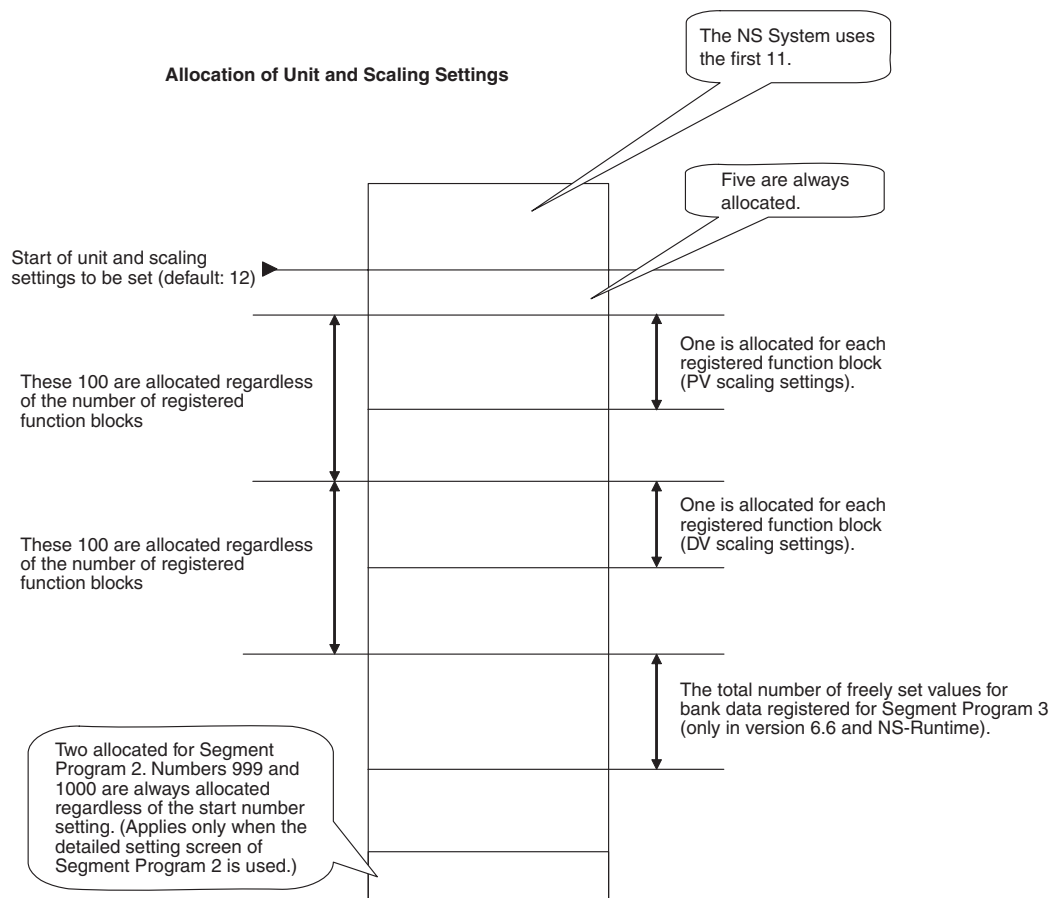 The NS System uses
the first 11.
Allocation of Unit and Scaling Settings
Five are always
allocated.
Start of unit and scaling
settings to be set (default: 12)
One is allocated for each
registered function block
(PV scaling settings).
These 100 are allocated regardless
of the number of registered
function blocks
One is allocated for each
registered function block
(DV scaling settings).
These 100 are allocated regardless
of the number of registered
function blocks
The total number of freely set values for
bank data registered for Segment Program 3
(only in version 6.6 and NS-Runtime).
Two allocated for Segment
Program 2. Numbers 999 and
1000 are always allocated
regardless of the start number
setting. (Applies only when the
detailed setting screen of
Segment Program 2 is used.)